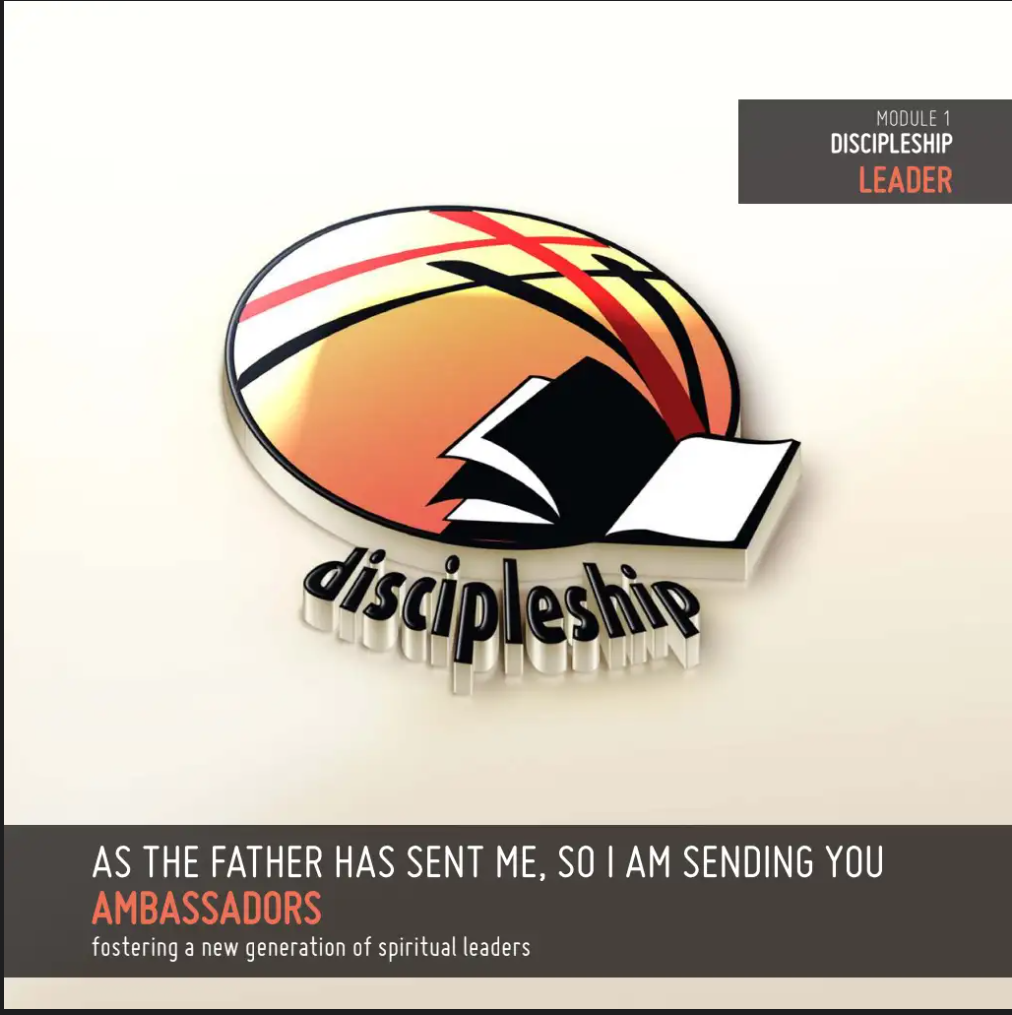 MODULE 1
DISCIPLESHIP
LEADER
discipleship
AS THE FATHER HAS SENT ME, SO I AM SENDING YOU
AMBASSADORS
fostering a new generation of spiritual leaders